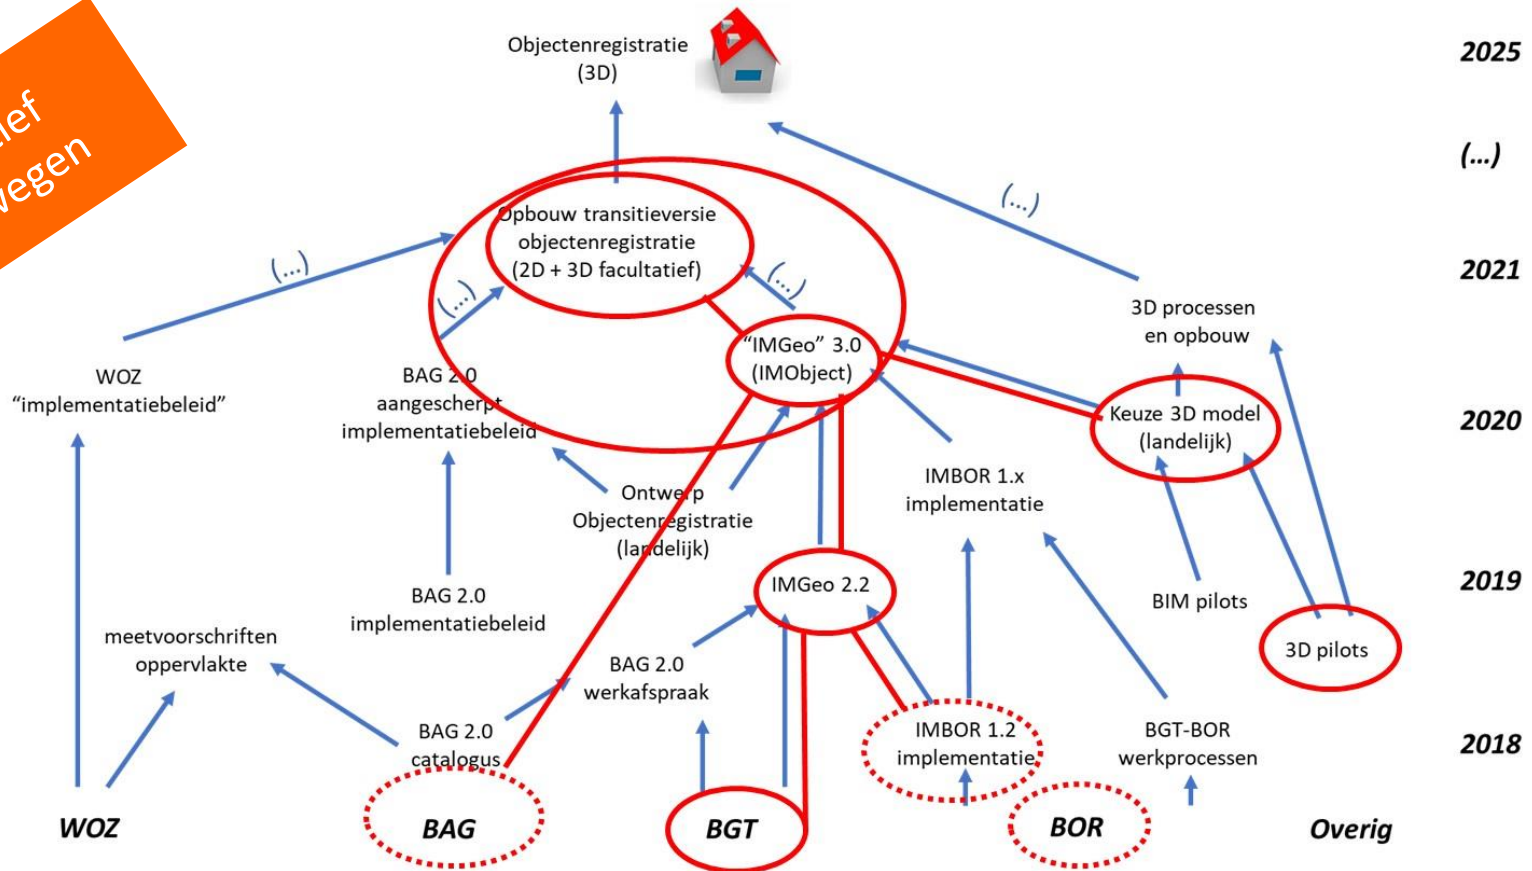 Objectenregistratie
(3D)
2025
(...)
wegen
(...)
Opbouw transitieversie
objectenregistratie
(2D + 3D facultatief)
(...)
(...)
(...)
2021
3D processen
en opbouw
"IMGeo" 3.0
(IMObject)
WOZ
"implementatiebeleid"
BAG 2.0
aangescherpt
implementatiebeleid
Keuze 3D model
(landelijk)
2020
IMBOR 1.x
implementatie
Ontwerp
Objectenregistratie
(landelijk)
IMGeo 2.2
2019
BAG 2.0
implementatiebeleid
BIM pilots
meetvoorschriften
oppervlakte
BAG 2.0
werkafspraak
3D pilots
BAG 2.0
catalogus
IMBOR 1.2
implementatie
BGT-BOR
werkprocessen
2018
WOZ
BAG
BGT
BOR
Overig